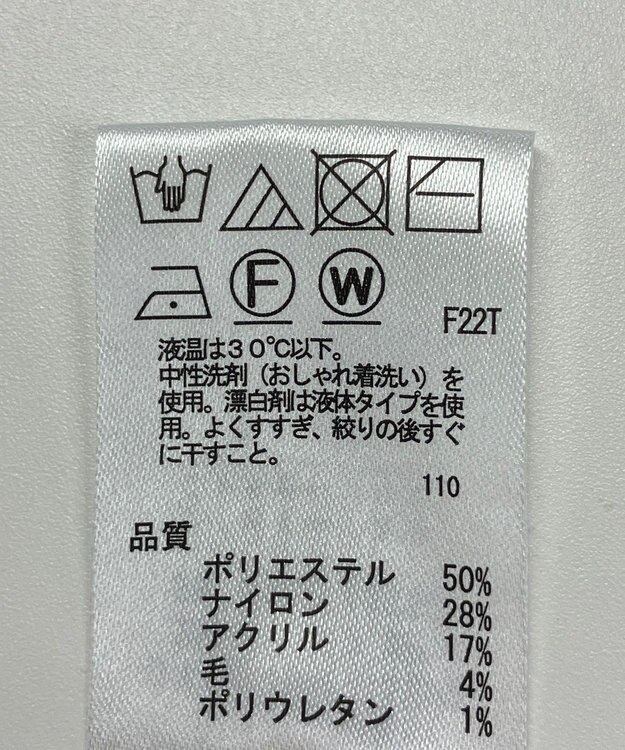 F W F22T
液温は30℃以下。
中性洗剤（おしゃれ着洗い）を
使用。漂白剤は液体タイプを使
用。よくすすぎ、絞りの後すぐ
に干すこと。
110
品質
ポリエステル 50%
ナイロン 28%
アクリル 17%
毛 4%
ポリウレタン 1%